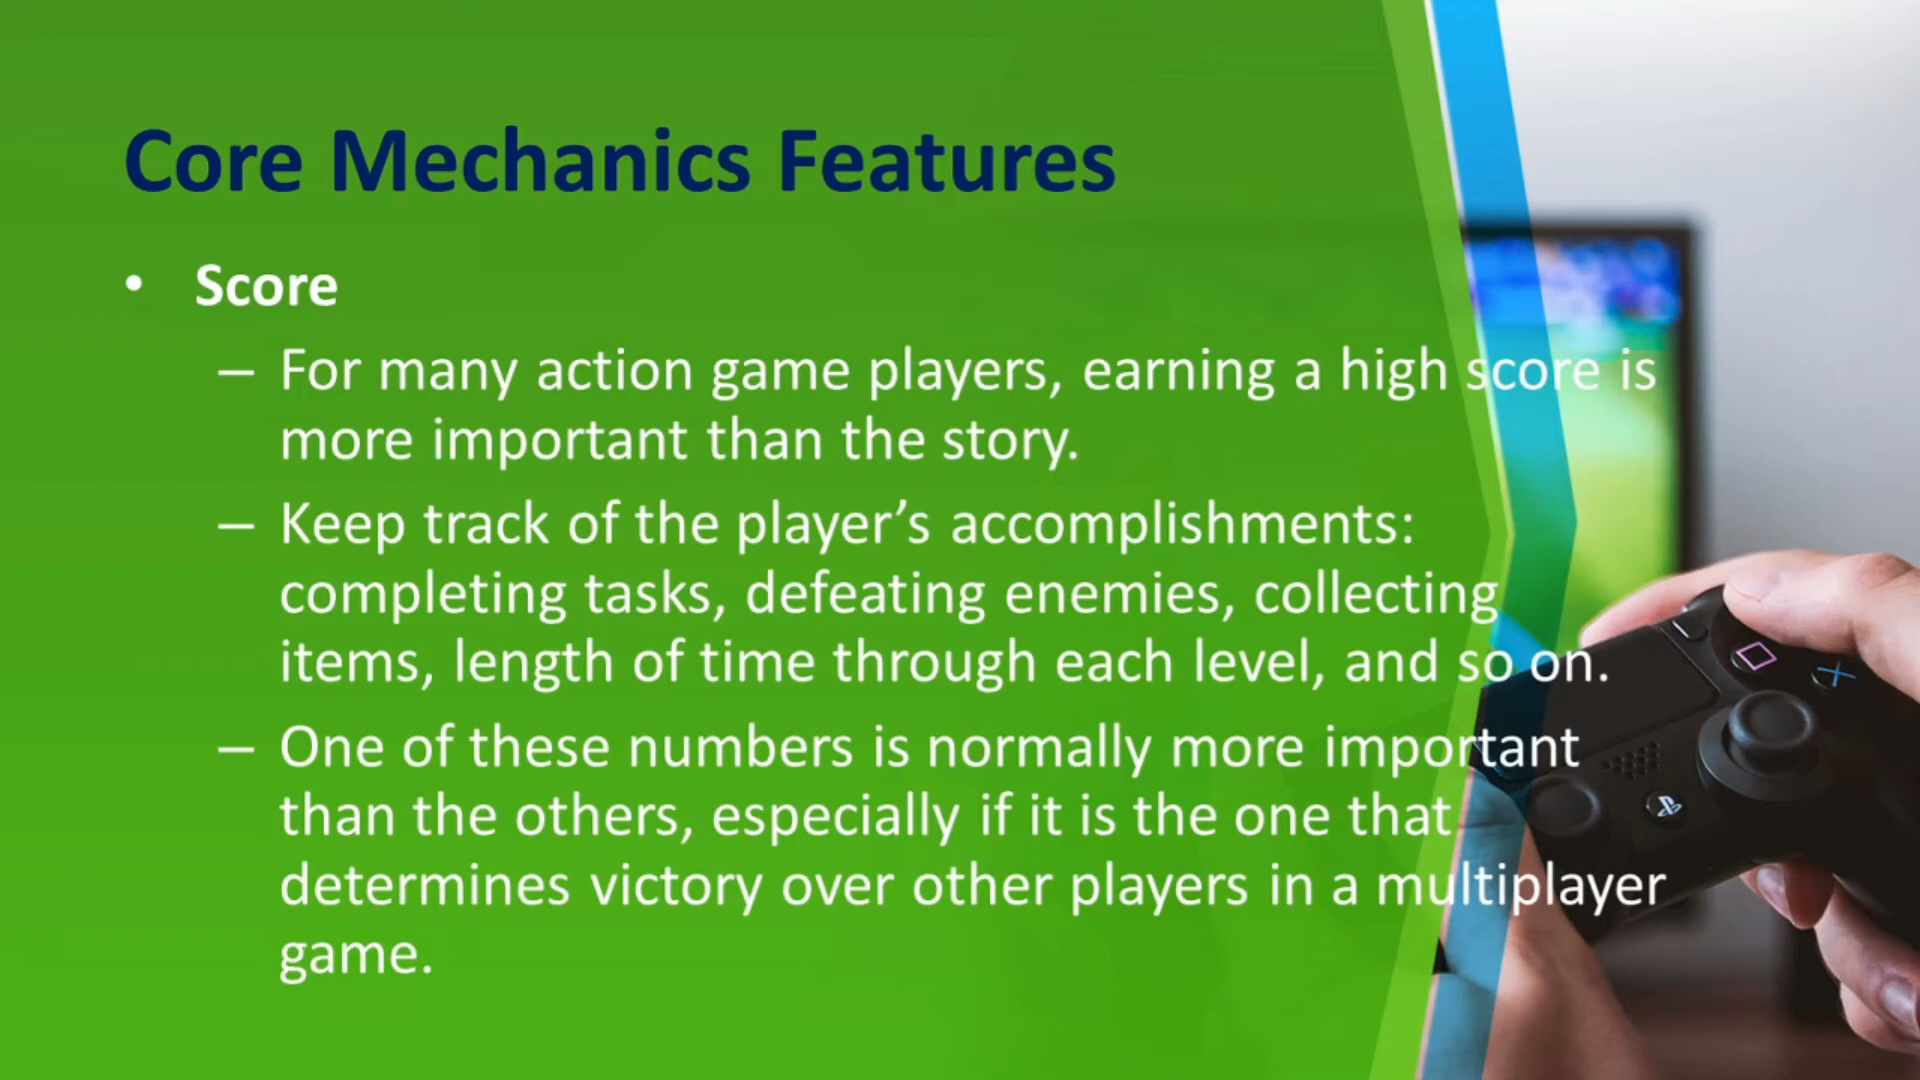 Core Mechanics Features
• Score
– For many action game players, earning a high score is
more important than the story.
– Keep track of the player’s accomplishments:
completing tasks, defeating enemies, collecting
items, length of time through each level, and so on.
– One of these numbers is normally more important
than the others, especially if it is the one that
determines victory over other players in a multiplayer
game.